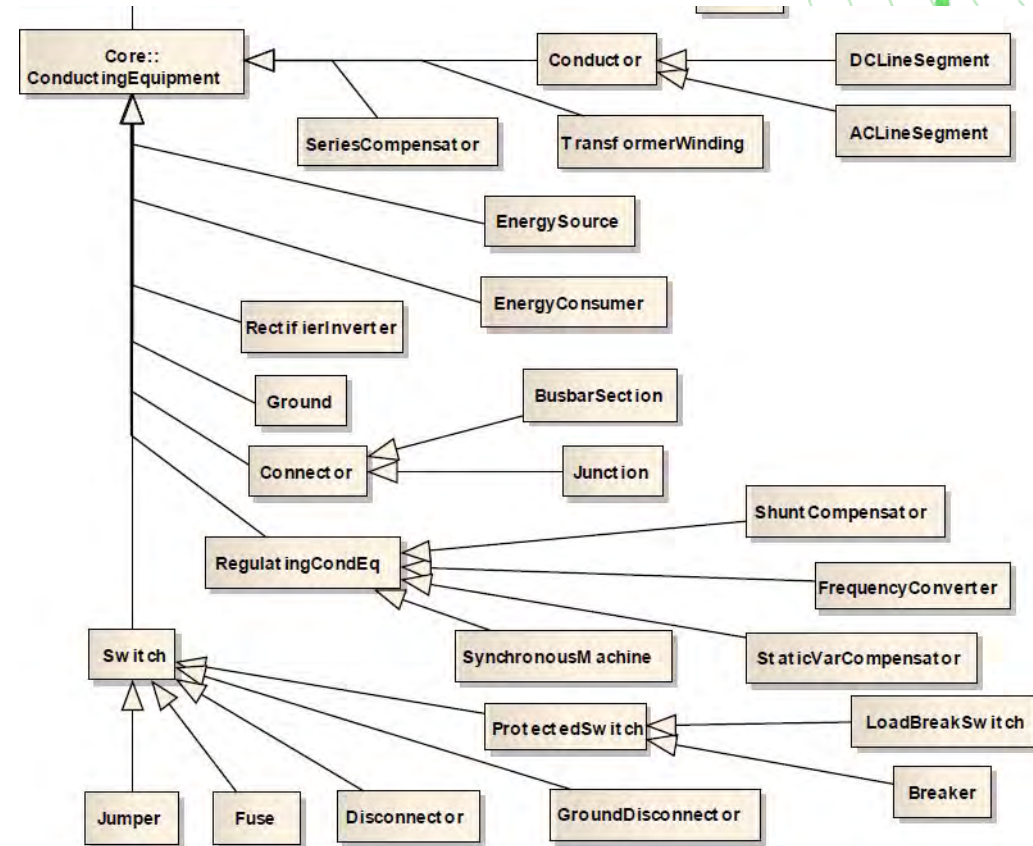 Core::
ConductingEquipment
Conductor
DCLineSegment
ACLineSegment
SeriesCompensator
TransformerWinding
EnergySource
EnergyConsumer
RectifierInverter
Ground
BusbarSection
Connector
Junction
ShuntCompensator
RegulatingCondEq
FrequencyConverter
Switch
SynchronousMachine
StaticVarCompensator
ProtectedSwitch
LoadBreakSwitch
Breaker
Jumper
Fuse
Disconnector
GroundDisconnector